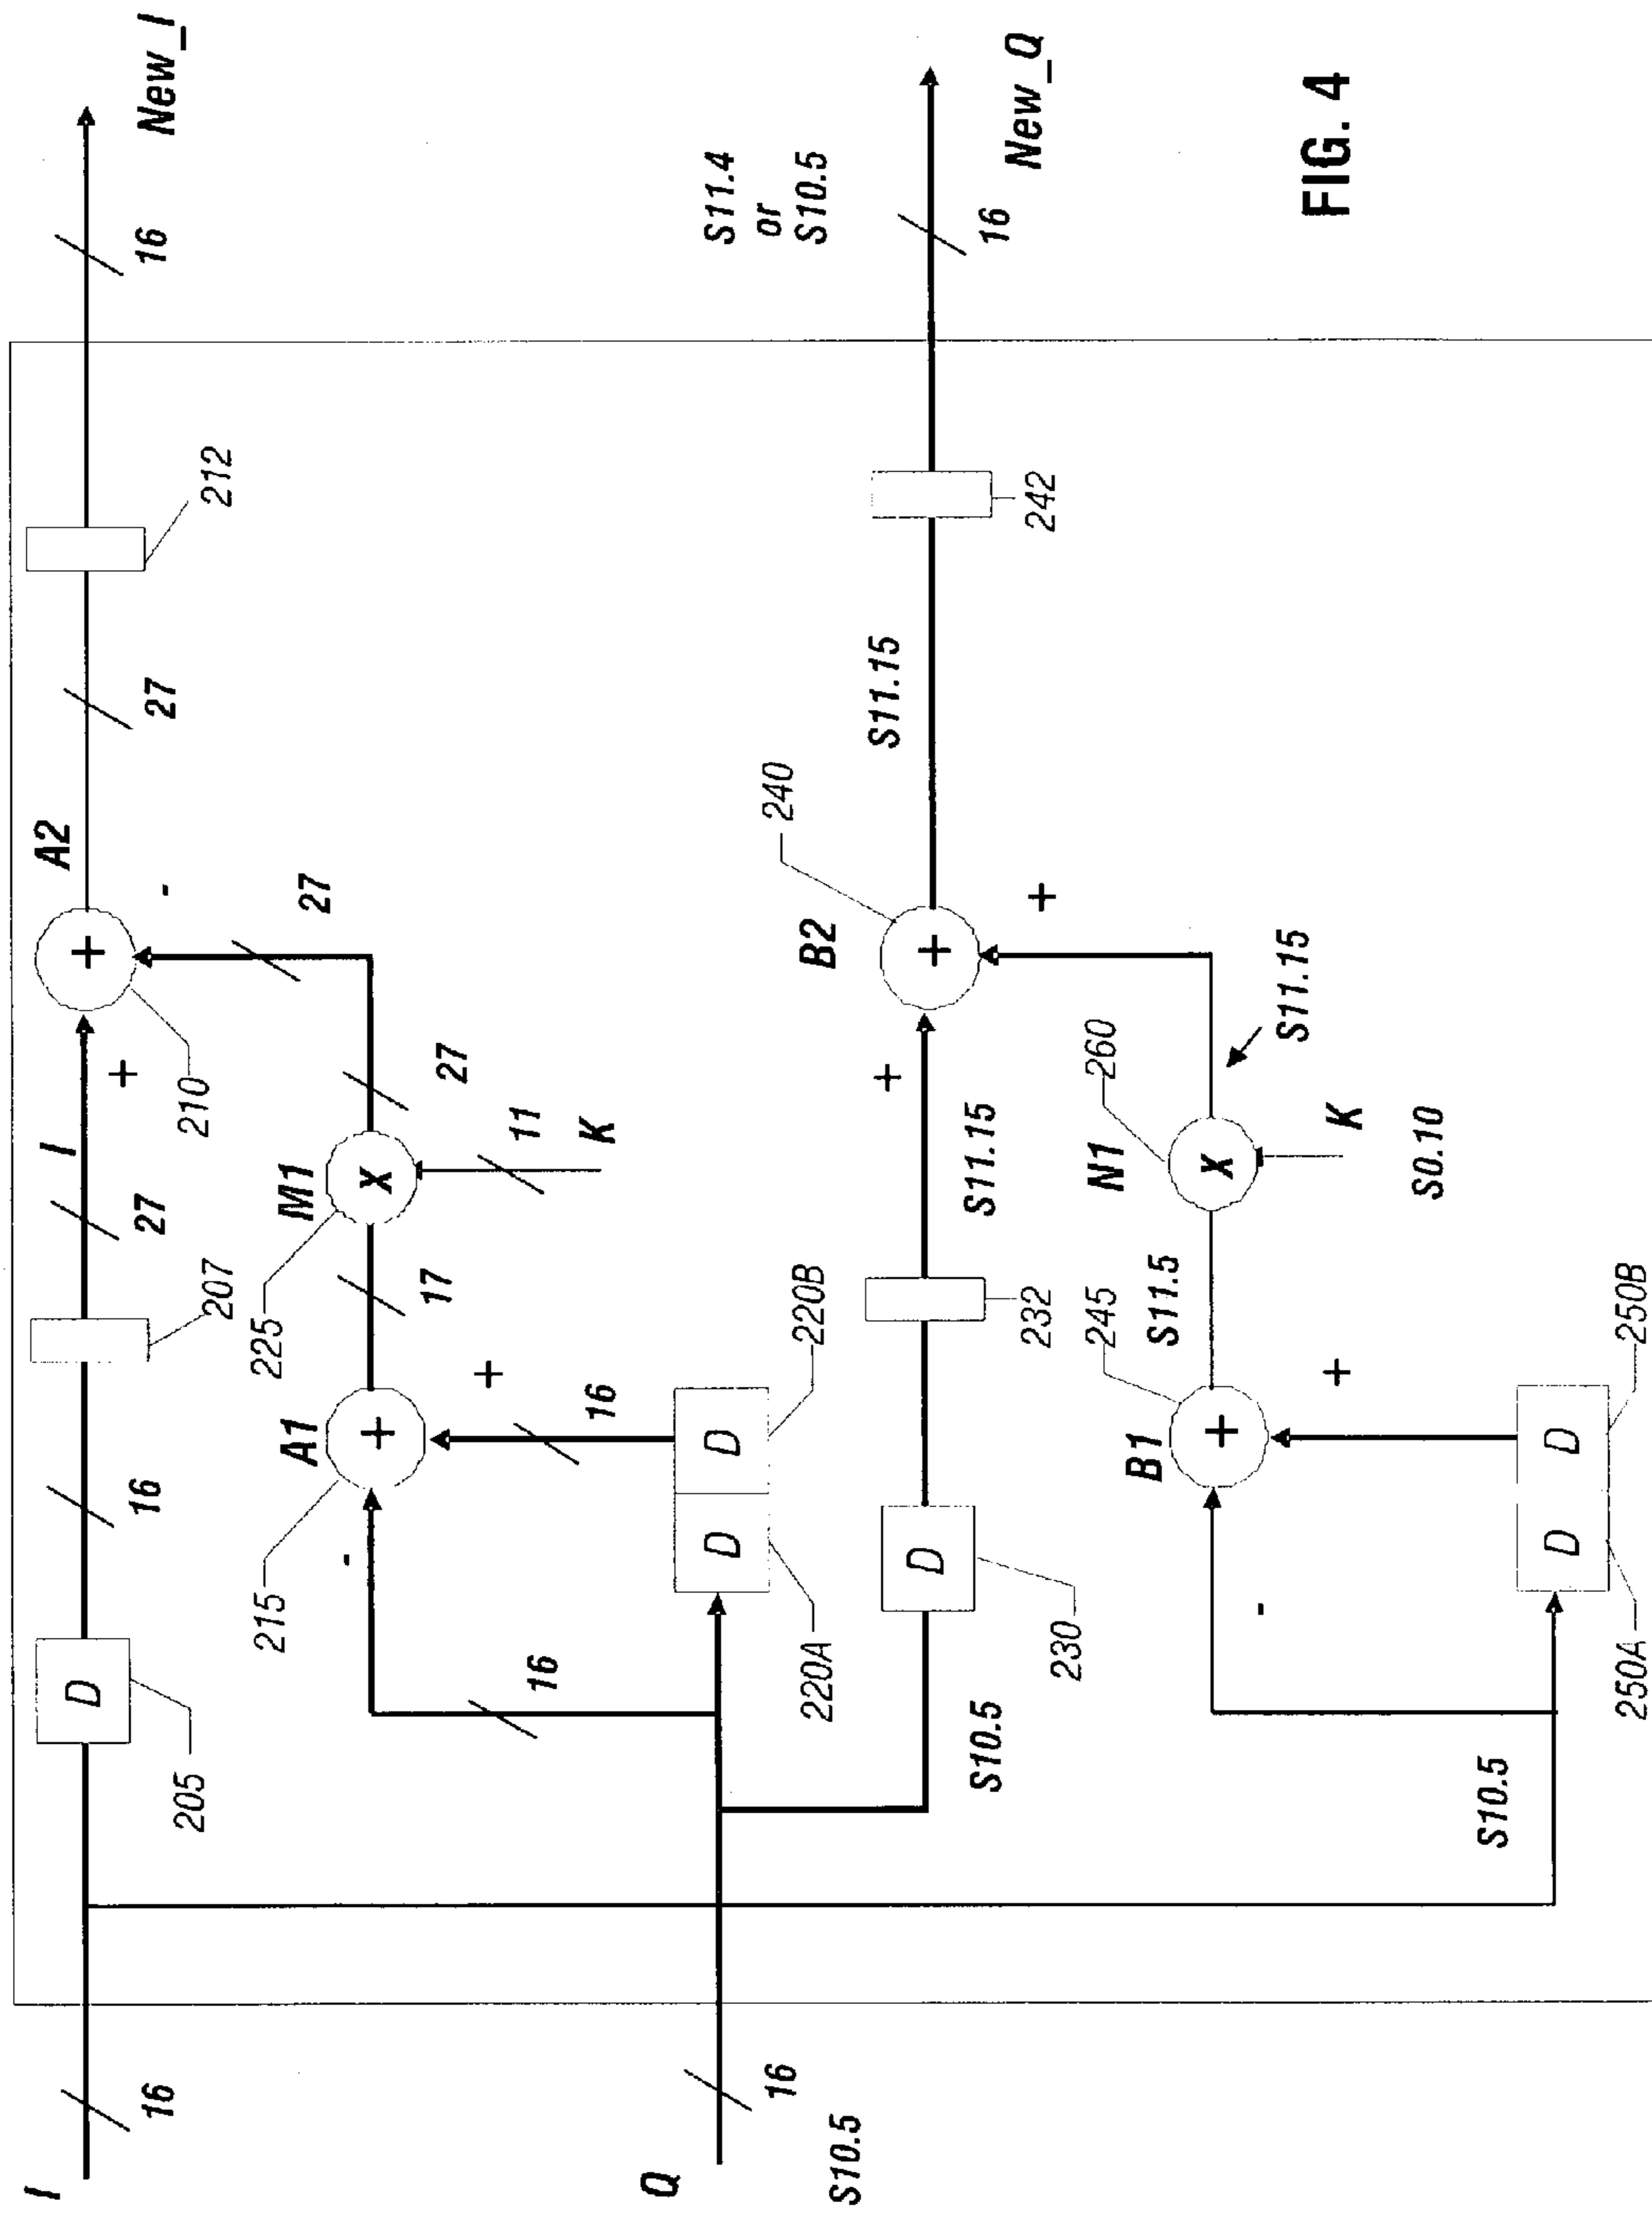 I
16
D
205
16
207
27
I
+
210
A2
27
212
16
New_I
215
-
A1
+
225
M1
x
17
27
27
-
+
11
K
16
+
16
D
D
220A
220B
Q
16
S10.5
S10.5
D
230
232
S11.15
+
B2
240
+
+
S11.15
242
S11.4
or
S10.5
16
New_Q
S10.5
-
B1
245
+
S11.5
N1
260
x
S11.15
K
S0.10
+
D
D
250A
250B
FIG. 4